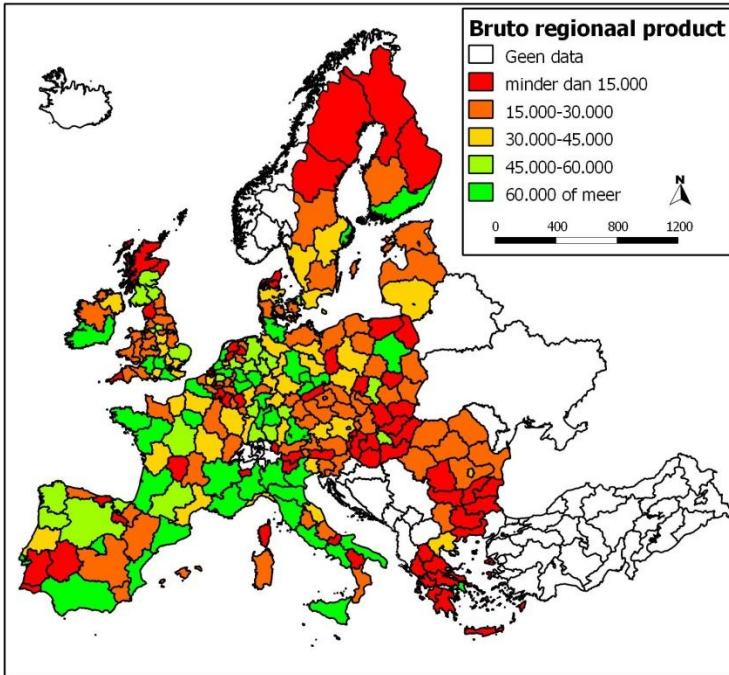 Bruto regionaal product
Geen data
minder dan 15.000
15.000-30.000
30.000-45.000
45.000-60.000
60.000 of meer
N
0 400 800 1200